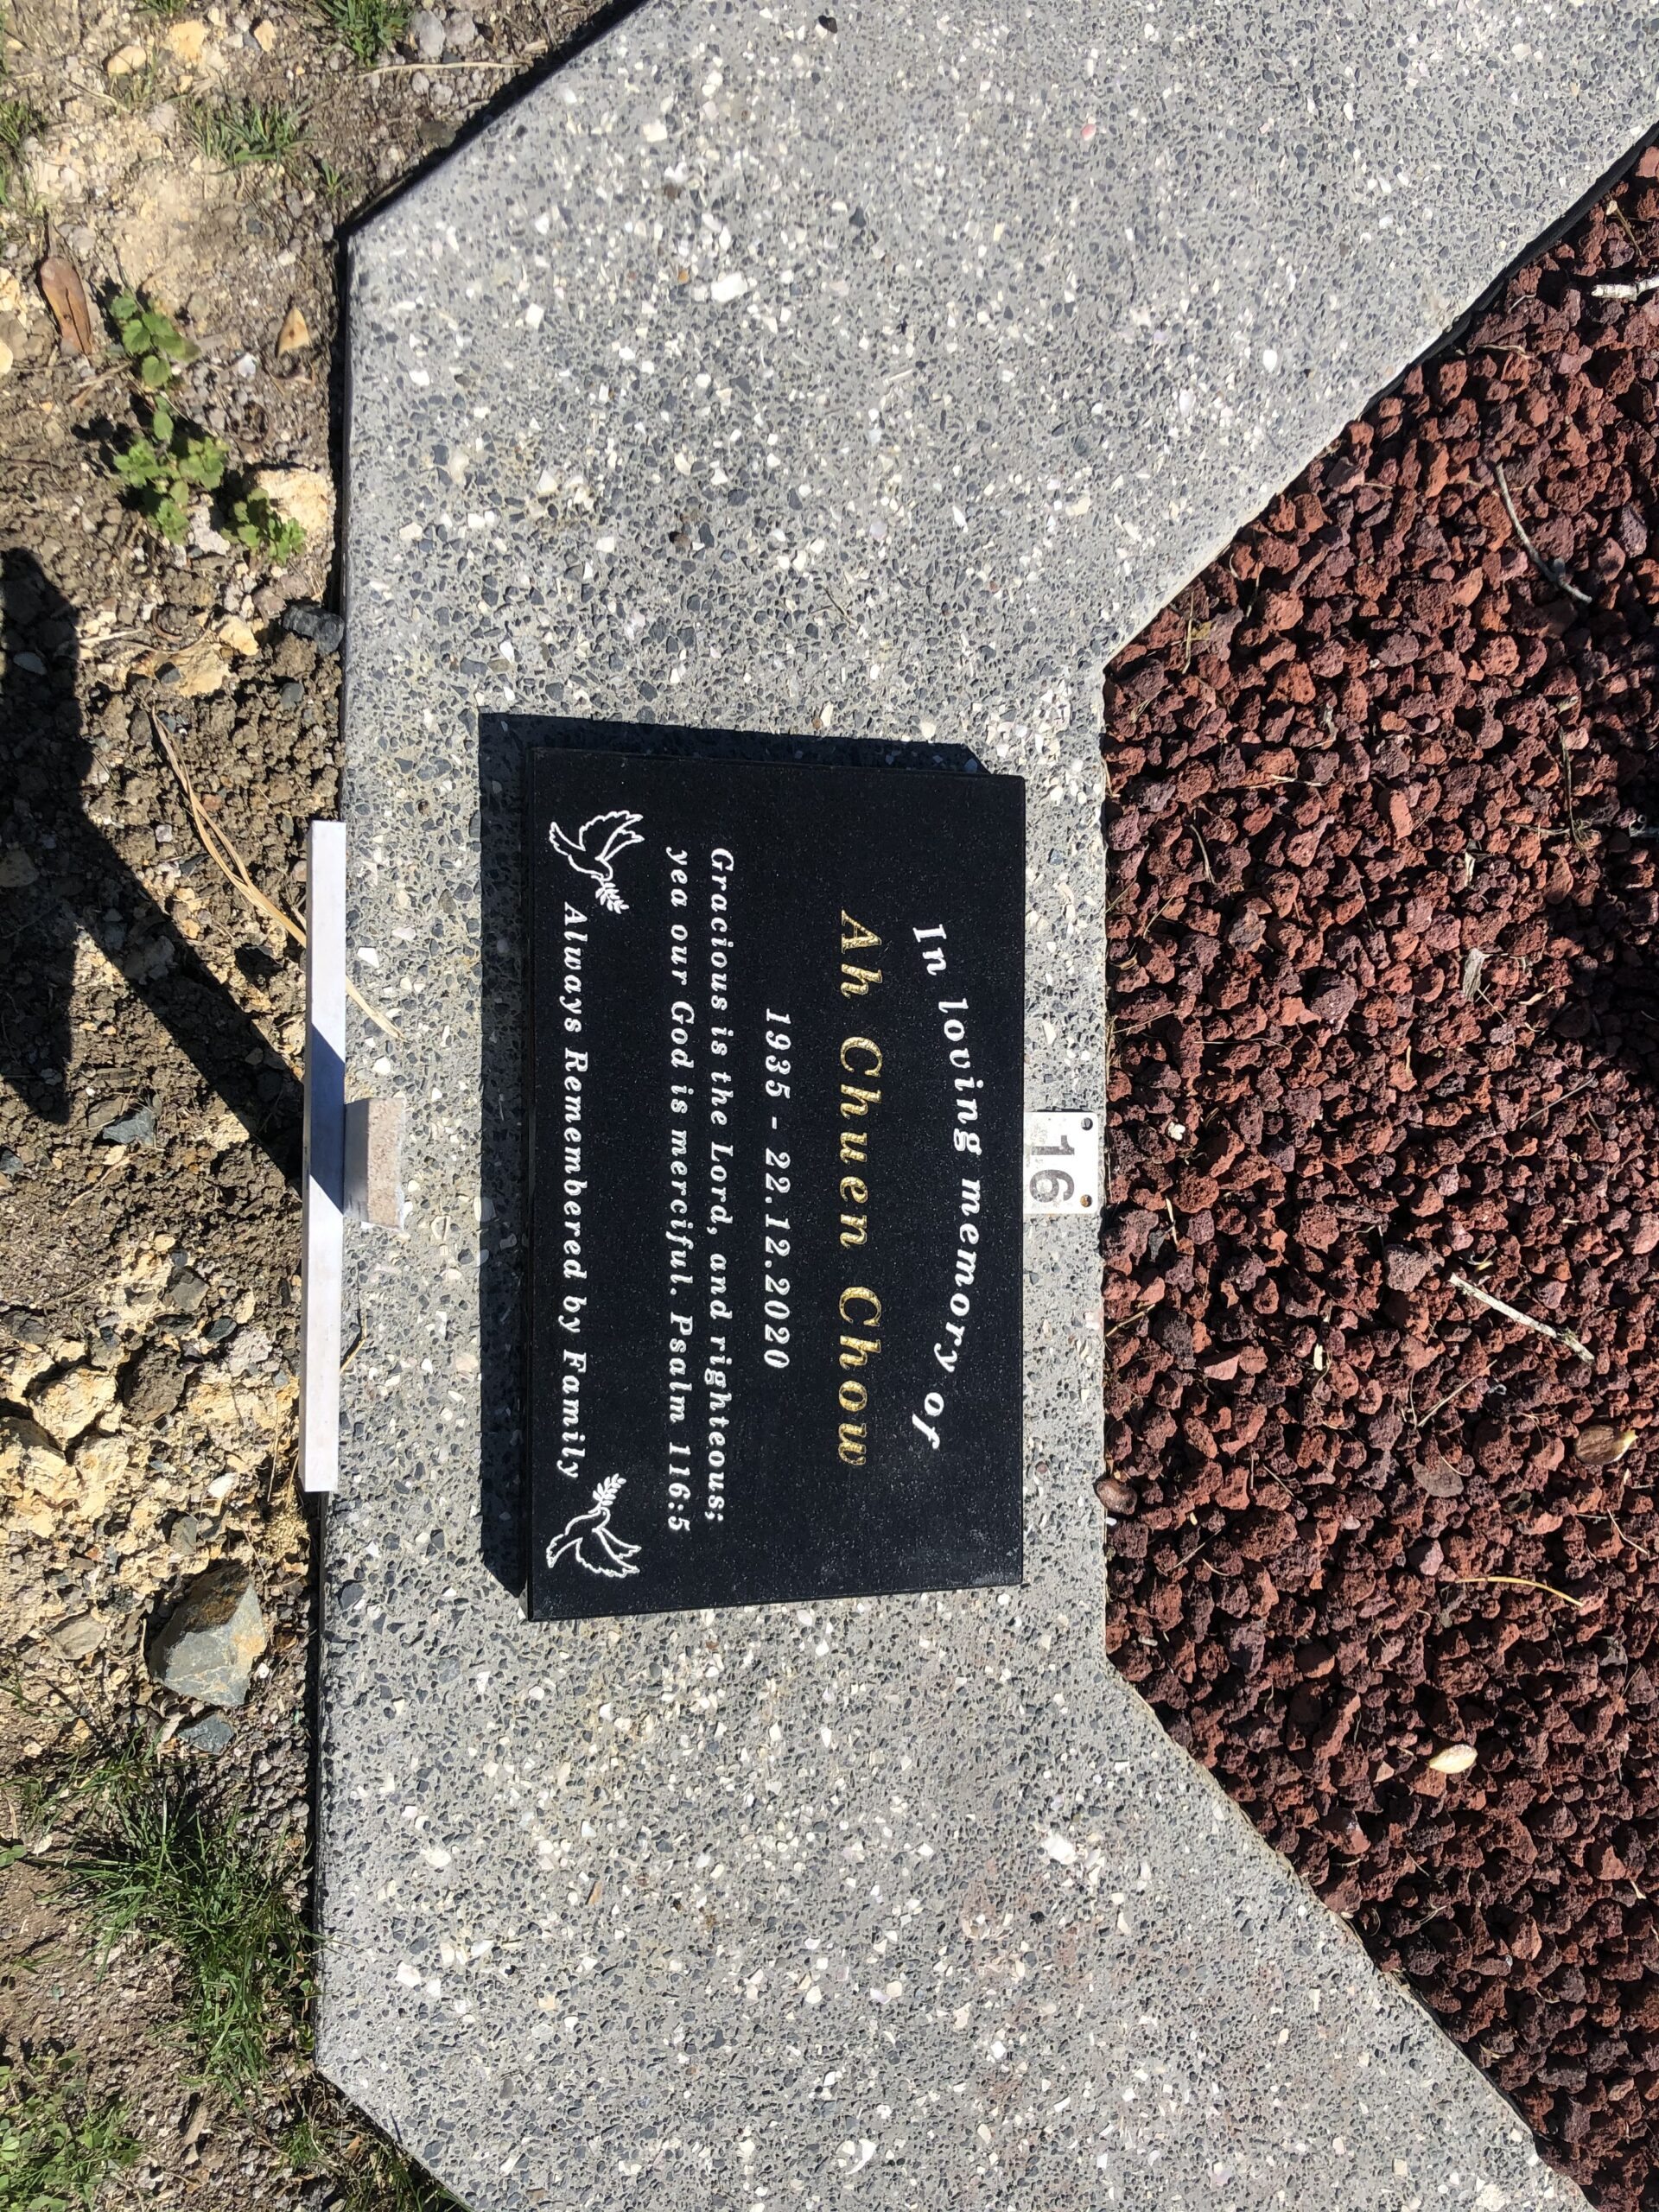 16
In loving memory of
Ah Chuen Chow
1935 - 22.12.2020
Gracious is the Lord, and righteous;
yea our God is merciful. Psalm 116:5
Always Remembered by Family